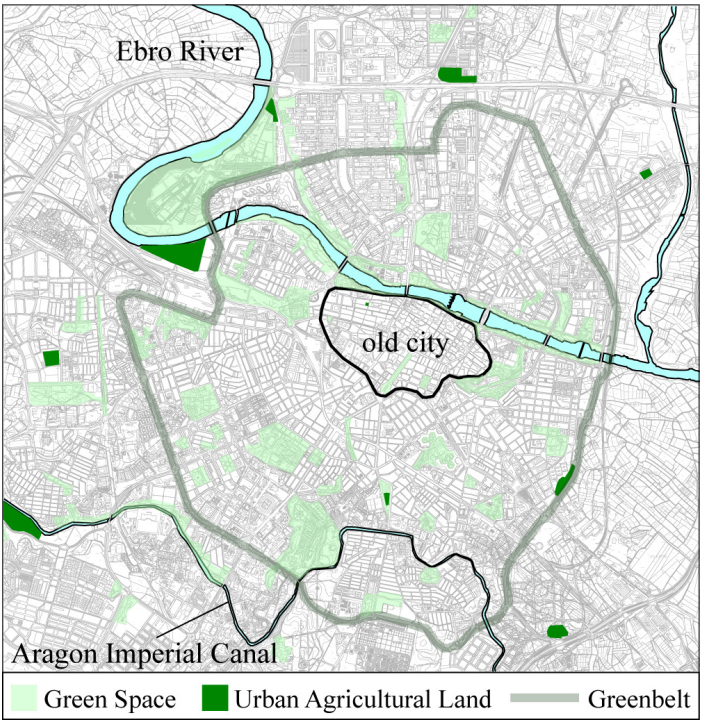 Ebro River
old city
Aragon Imperial Canal
Green Space
Urban Agricultural Land
Greenbelt